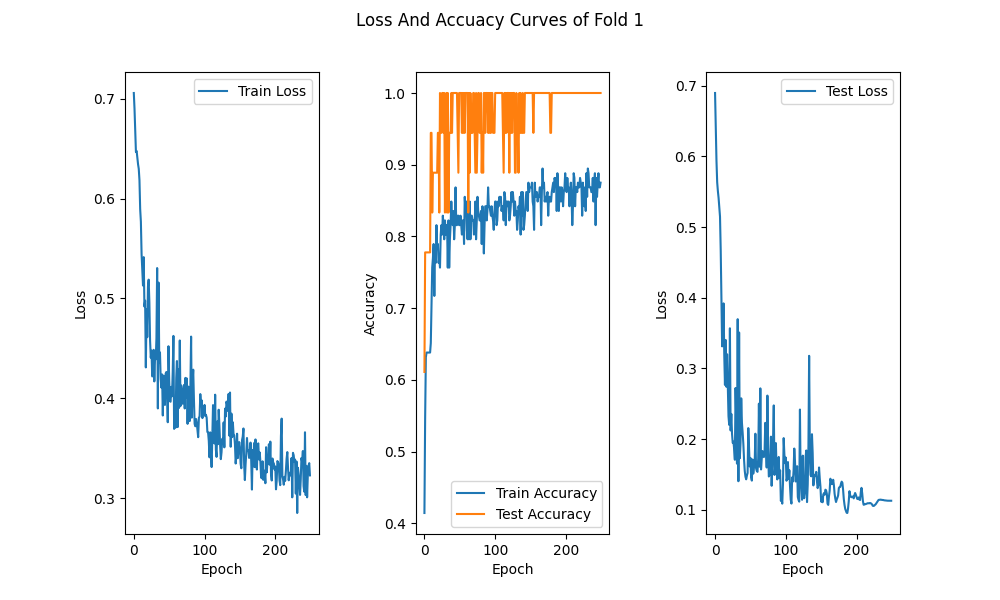 Loss And Accuacy Curves of Fold 1
Train Loss
0.7
0.6
0.5
0.4
0.3
Loss
0
100
200
Epoch
1.0
0.9
0.8
0.7
0.6
0.5
0.4
Accuracy
Train Accuracy
Test Accuracy
0
100
200
Epoch
Test Loss
0.7
0.6
0.5
0.4
0.3
0.2
0.1
Loss
0
100
200
Epoch